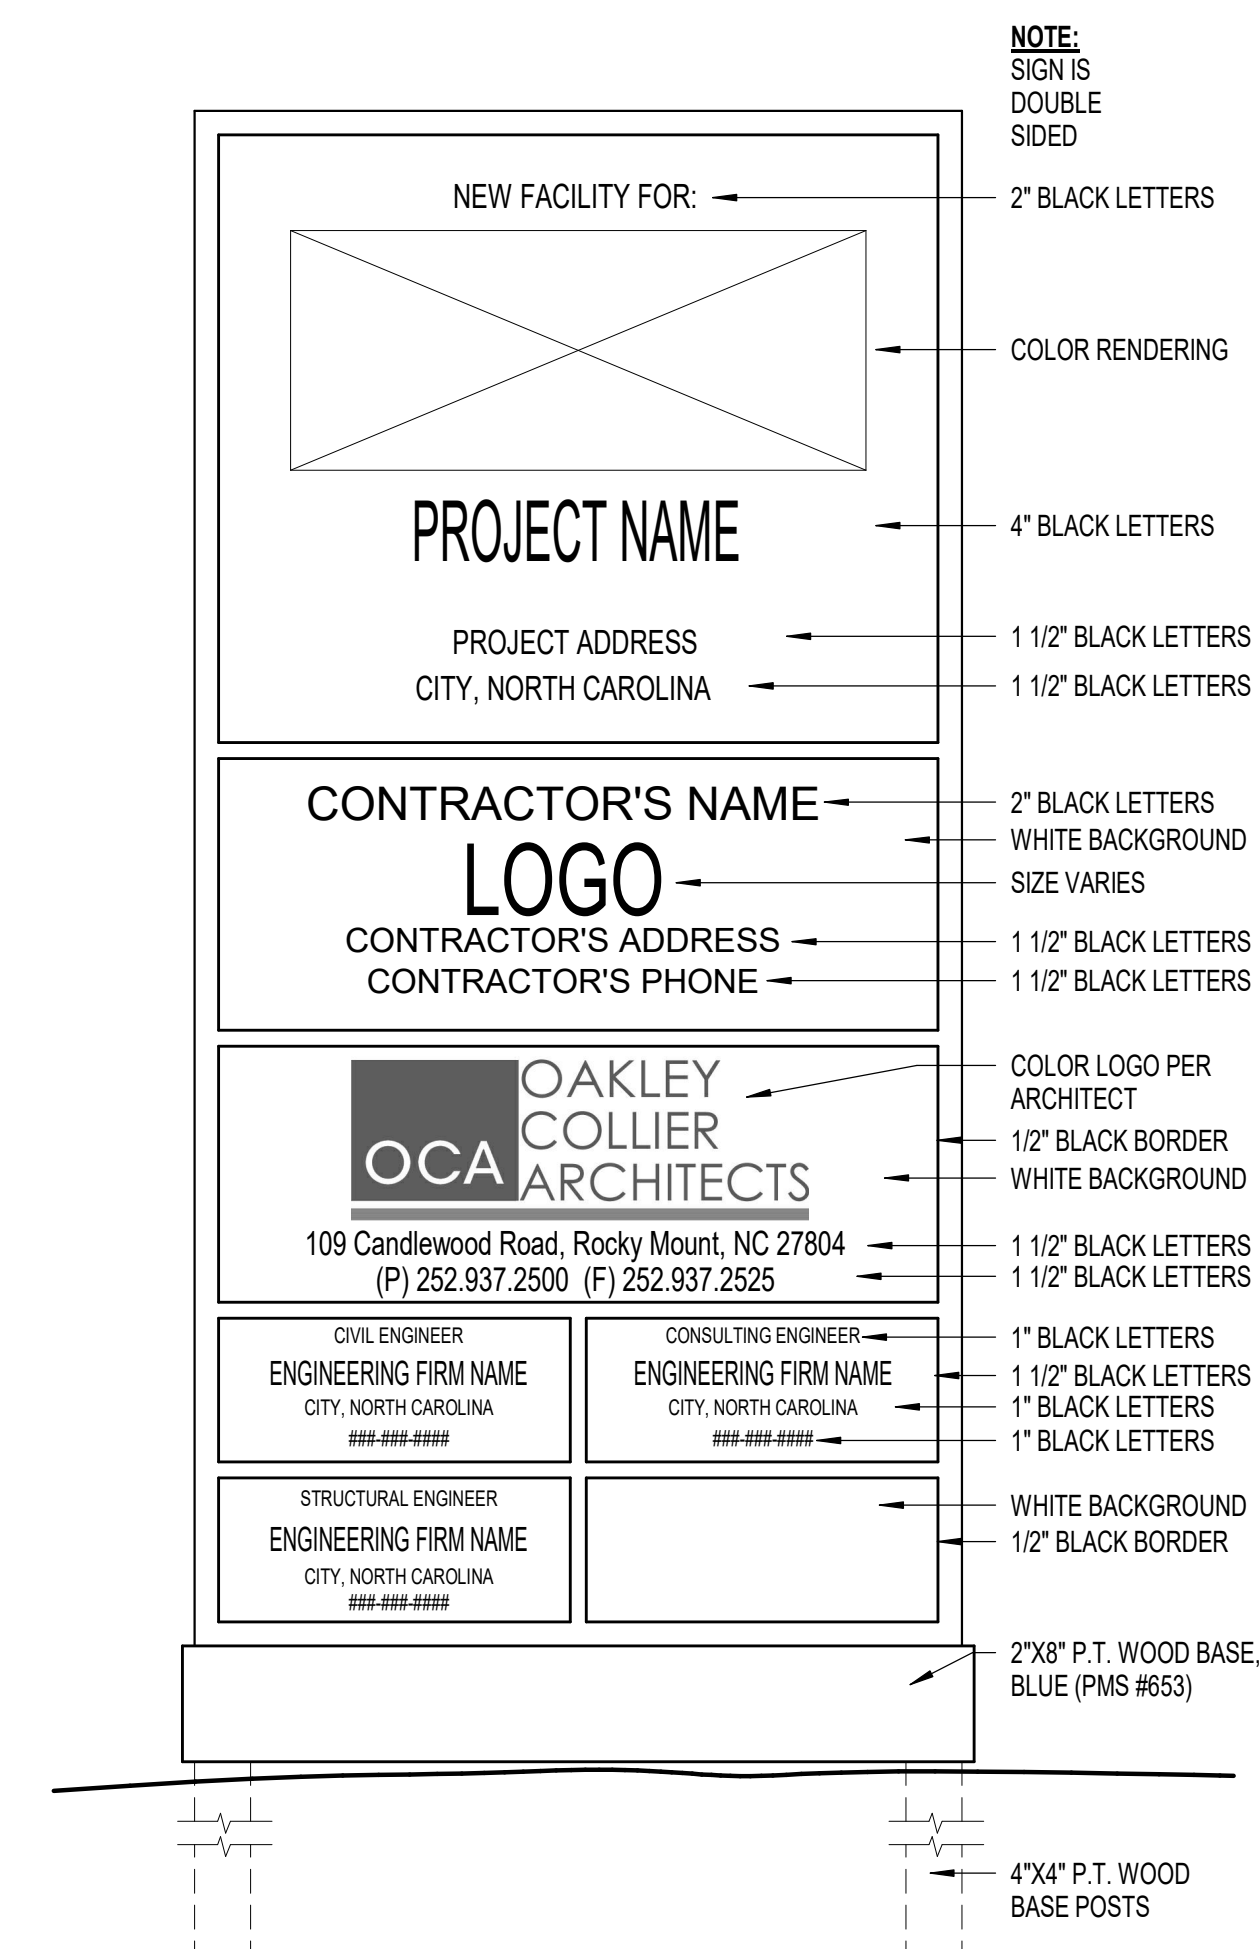 NOTE:
SIGN IS
DOUBLE
SIDED
NEW FACILITY FOR:
2" BLACK LETTERS
COLOR RENDERING
PROJECT NAME
4" BLACK LETTERS
PROJECT ADDRESS
1 1/2" BLACK LETTERS
CITY, NORTH CAROLINA
1 1/2" BLACK LETTERS
CONTRACTOR'S NAME
2" BLACK LETTERS
WHITE BACKGROUND
LOGO
SIZE VARIES
CONTRACTOR'S ADDRESS
1 1/2" BLACK LETTERS
CONTRACTOR'S PHONE
1 1/2" BLACK LETTERS
OCA
OAKLEY
COLLIER
ARCHITECTS
COLOR LOGO PER
ARCHITECT
1/2" BLACK BORDER
WHITE BACKGROUND
109 Candlewood Road, Rocky Mount, NC 27804
1 1/2" BLACK LETTERS
(P) 252.937.2500 (F) 252.937.2525
1 1/2" BLACK LETTERS
CIVIL ENGINEER
ENGINEERING FIRM NAME
CITY, NORTH CAROLINA
###-###-####
CONSULTING ENGINEER
ENGINEERING FIRM NAME
CITY, NORTH CAROLINA
###-###-####
1" BLACK LETTERS
1 1/2" BLACK LETTERS
1" BLACK LETTERS
1" BLACK LETTERS
STRUCTURAL ENGINEER
ENGINEERING FIRM NAME
CITY, NORTH CAROLINA
###-###-####
WHITE BACKGROUND
1/2" BLACK BORDER
2"X8" P.T. WOOD BASE,
BLUE (PMS #653)
4"X4" P.T. WOOD
BASE POSTS